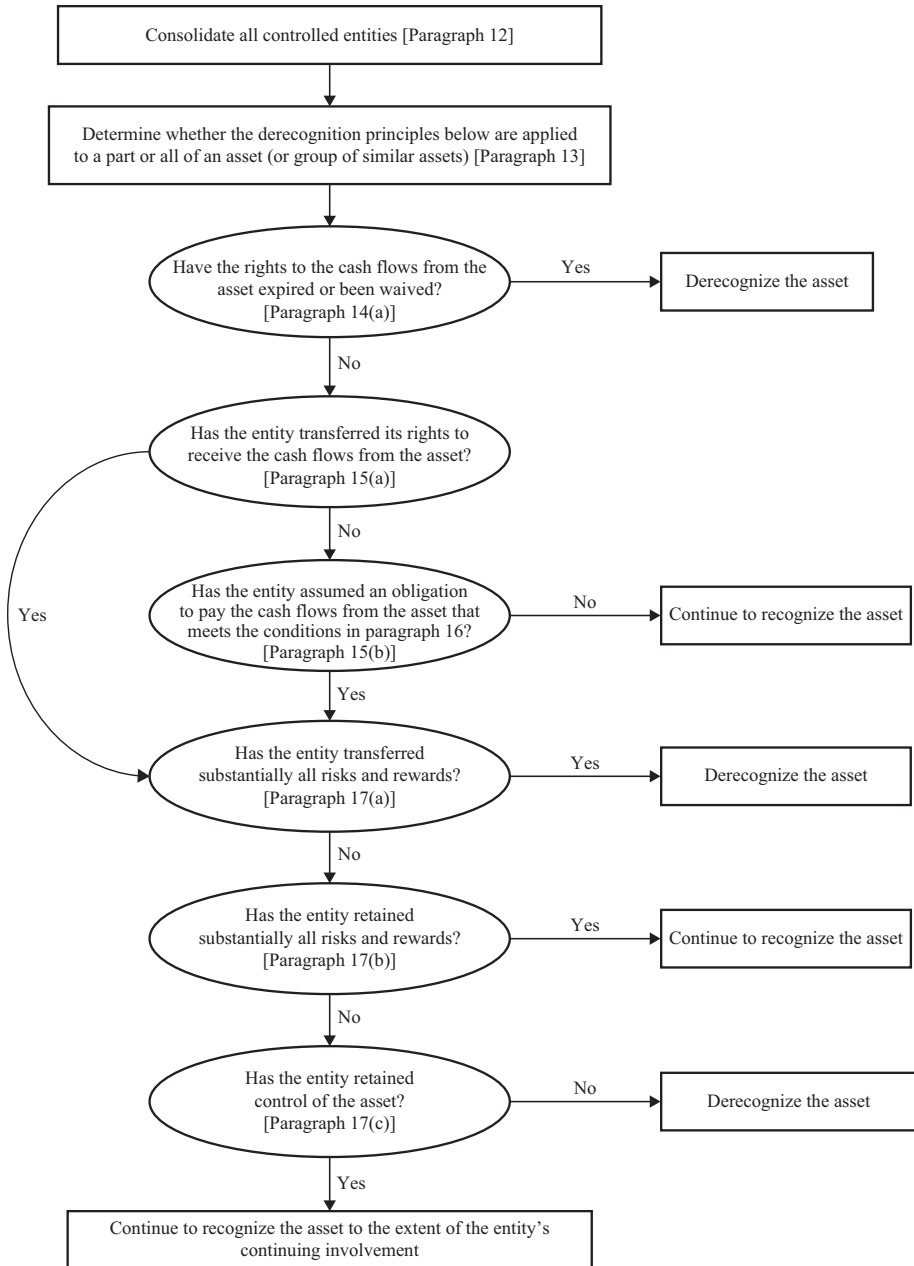 Consolidate all controlled entities [Paragraph 12]
Determine whether the derecognition principles below are applied
to a part or all of an asset (or group of similar assets) [Paragraph 13]
Have the rights to the cash flows from the
asset expired or been waived?
[Paragraph 14(a)]
Yes
Derecognize the asset
No
Has the entity transferred its rights to
receive the cash flows from the asset?
[Paragraph 15(a)]
No
Yes
Has the entity assumed an obligation
to pay the cash flows from the asset that
meets the conditions in paragraph 16?
[Paragraph 15(b)]
No
Continue to recognize the asset
Yes
Has the entity transferred
substantially all risks and rewards?
[Paragraph 17(a)]
Yes
Derecognize the asset
No
Has the entity retained
substantially all risks and rewards?
[Paragraph 17(b)]
Yes
Continue to recognize the asset
No
Has the entity retained
control of the asset?
[Paragraph 17(c)]
No
Derecognize the asset
Yes
Continue to recognize the asset to the extent of the entity’s
continuing involvement